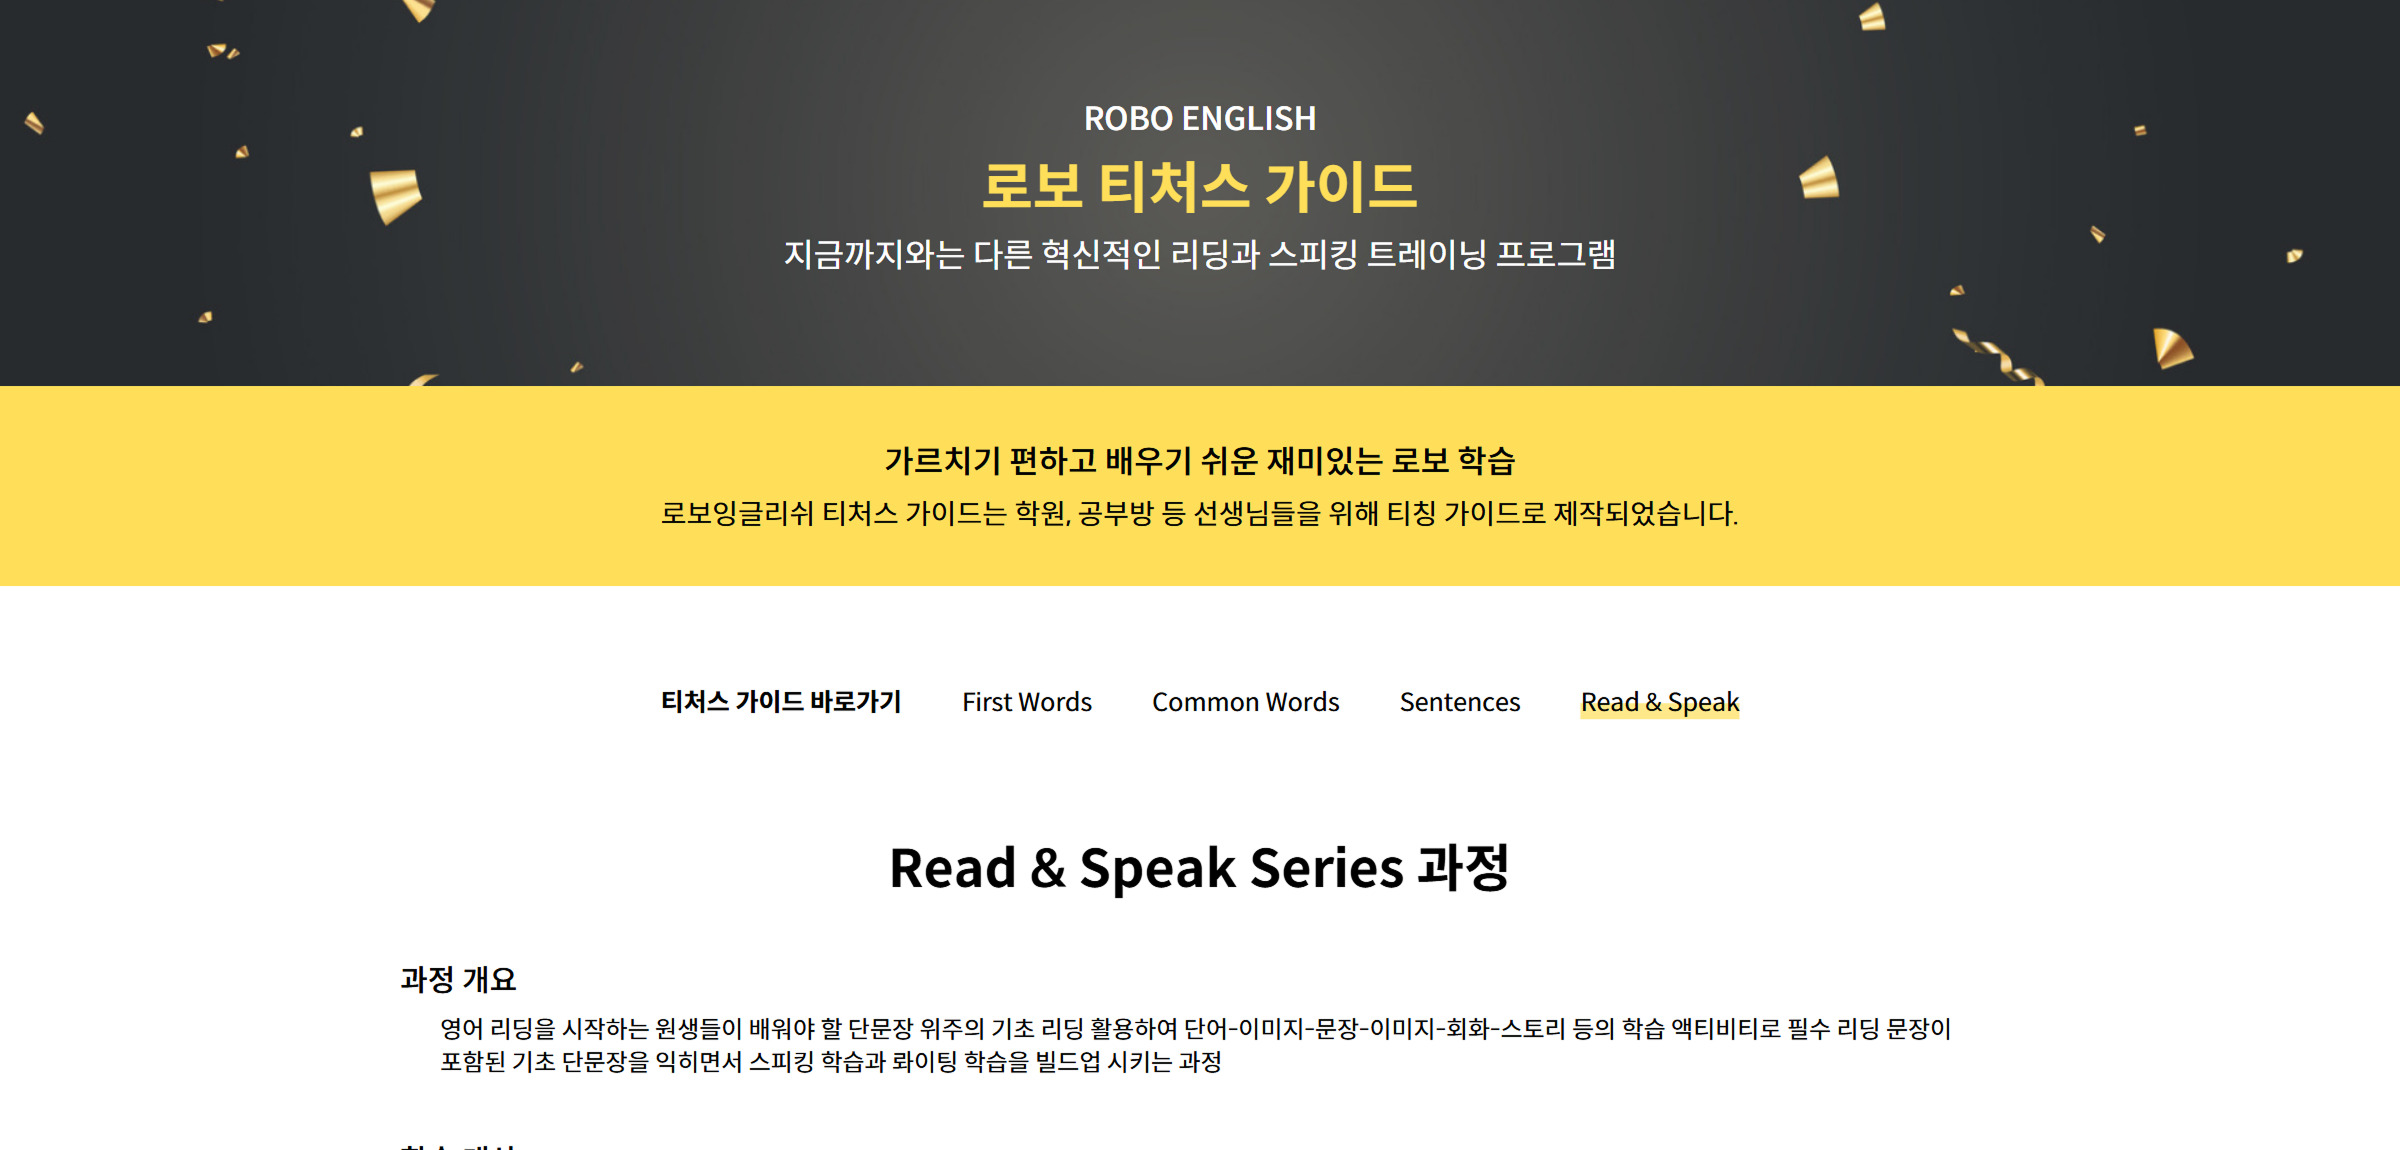 ROBO ENGLISH
로보 티처스 가이드
지금까지와는 다른 혁신적인 리딩과 스피킹 트레이닝 프로그램
가르치기 편하고 배우기 쉬운 재미있는 로보 학습
로보잉글리쉬 티처스 가이드는 학원, 공부방 등 선생님들을 위해 티칭 가이드로 제작되었습니다.
티처스 가이드 바로가기 First Words Common Words Sentences Read & Speak
Read & Speak Series 과정
과정 개요
영어 리딩을 시작하는 원생들이 배워야 할 단문장 위주의 기초 리딩 활용하여 단어-이미지-문장-이미지-회화-스토리 등의 학습 액티비티로 필수 리딩 문장이
포함된 기초 단문장을 익히면서 스피킹 학습과 롸이팅 학습을 빌드업 시키는 과정